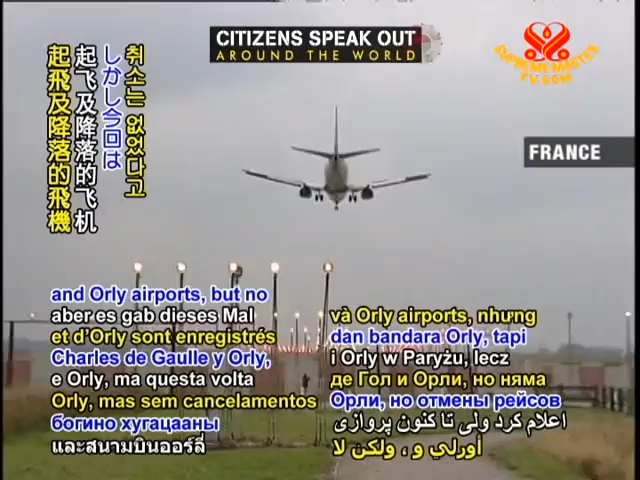 CITIZENS SPEAK OUT
AROUND THE WORLD
SUPREME MASTER
TV.COM
FRANCE
취소는 없었다고
しかし今回は
起飞及降落的飞机
起飛及降落的飛機
and Orly airports, but no
aber es gab dieses Mal
et d'Orly sont enregistrés
Charles de Gaulle y Orly,
e Orly, ma questa volta
Orly, mas sem cancelamentos
богино хугацааны
และสนามบินออร์ลี่
và Orly airports, nhưng
dan bandara Orly, tapi
i Orly w Paryżu, lecz
де Гол и Орли, но няма
Орли, но отмены рейсов
اعلام کرد ولی تا کنون پروازی
أورلي و ، ولكن لا